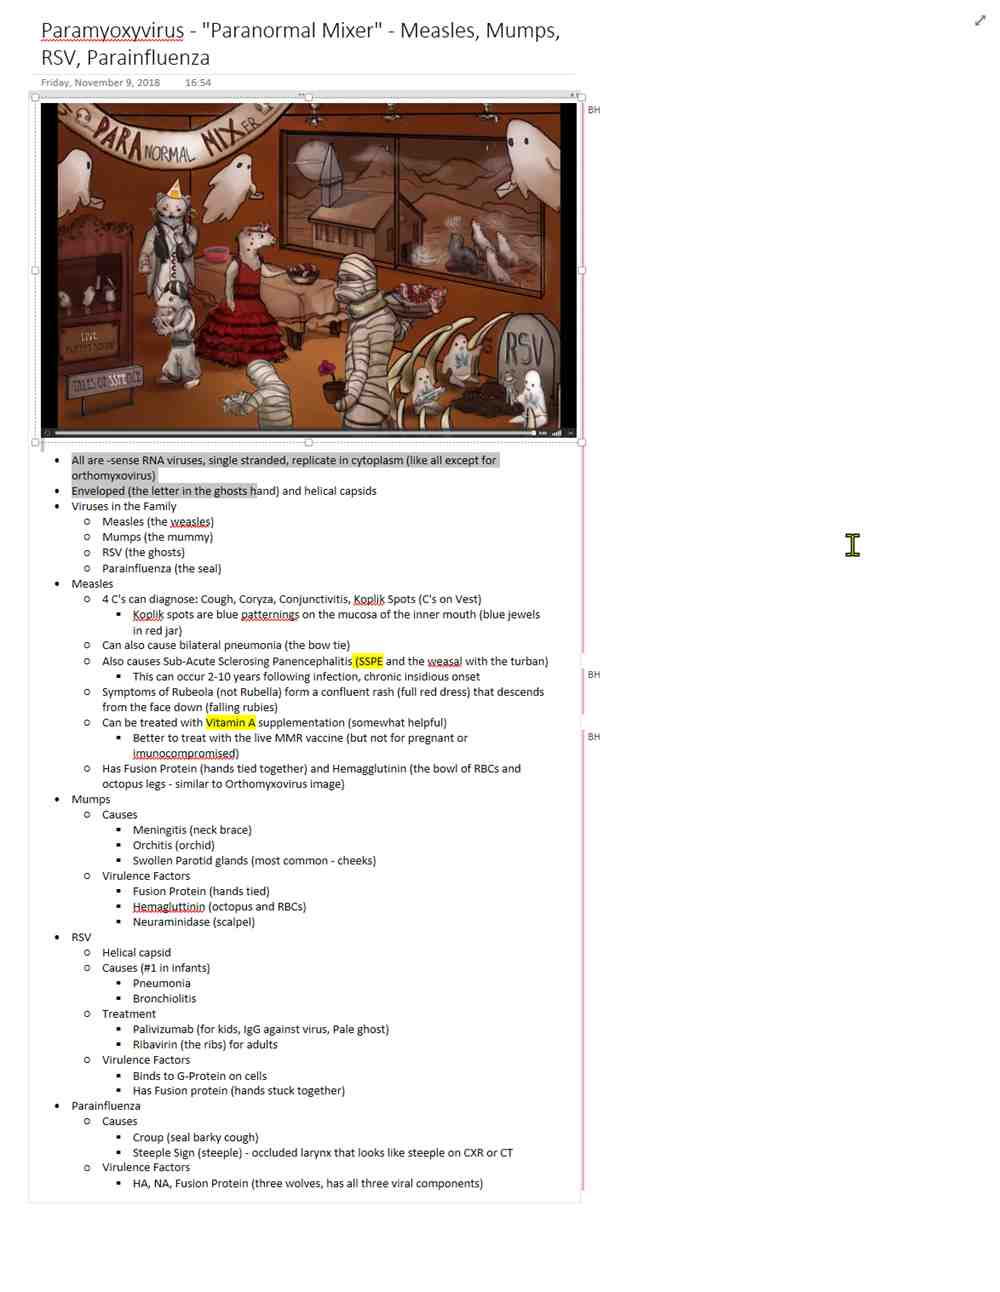 Paramyoxyvirus - "Paranormal Mixer" - Measles, Mumps,
RSV, Parainfluenza
Friday, November 9, 2018 16:54
BH
PARANORMAL MIXER
RSV
LIVE
TALES OF SSPE
• All are -sense RNA viruses, single stranded, replicate in cytoplasm (like all except for
orthomyxovirus)
• Enveloped (the letter in the ghosts hand) and helical capsids
• Viruses in the Family
o Measles (the weasles)
o Mumps (the mummy)
o RSV (the ghosts)
o Parainfluenza (the seal)
• Measles
o 4 C's can diagnose: Cough, Coryza, Conjunctivitis, Koplik Spots (C's on Vest)
▪ Koplik spots are blue patternings on the mucosa of the inner mouth (blue jewels
in red jar)
o Can also cause bilateral pneumonia (the bow tie)
o Also causes Sub-Acute Sclerosing Panencephalitis (SSPE and the weasal with the turban)
▪ This can occur 2-10 years following infection, chronic insidious onset
BH
o Symptoms of Rubeola (not Rubella) form a confluent rash (full red dress) that descends
from the face down (falling rubies)
o Can be treated with Vitamin A supplementation (somewhat helpful)
▪ Better to treat with the live MMR vaccine (but not for pregnant or
imunocompromised)
BH
o Has Fusion Protein (hands tied together) and Hemagglutinin (the bowl of RBCs and
octopus legs - similar to Orthomyxovirus image)
• Mumps
o Causes
▪ Meningitis (neck brace)
▪ Orchitis (orchid)
▪ Swollen Parotid glands (most common - cheeks)
o Virulence Factors
▪ Fusion Protein (hands tied)
▪ Hemagluttinin (octopus and RBCs)
▪ Neuraminidase (scalpel)
• RSV
o Helical capsid
o Causes (#1 in infants)
▪ Pneumonia
▪ Bronchiolitis
o Treatment
▪ Palivizumab (for kids, IgG against virus, Pale ghost)
▪ Ribavirin (the ribs) for adults
o Virulence Factors
▪ Binds to G-Protein on cells
▪ Has Fusion protein (hands stuck together)
• Parainfluenza
o Causes
▪ Croup (seal barky cough)
▪ Steeple Sign (steeple) - occluded larynx that looks like steeple on CXR or CT
o Virulence Factors
▪ HA, NA, Fusion Protein (three wolves, has all three viral components)